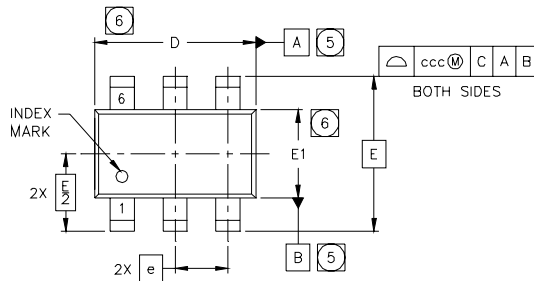 6
D
A 5
ccc Ⓜ C A B
BOTH SIDES
6
INDEX
MARK
6
E1
E
2X E/2
1
B 5
2X e